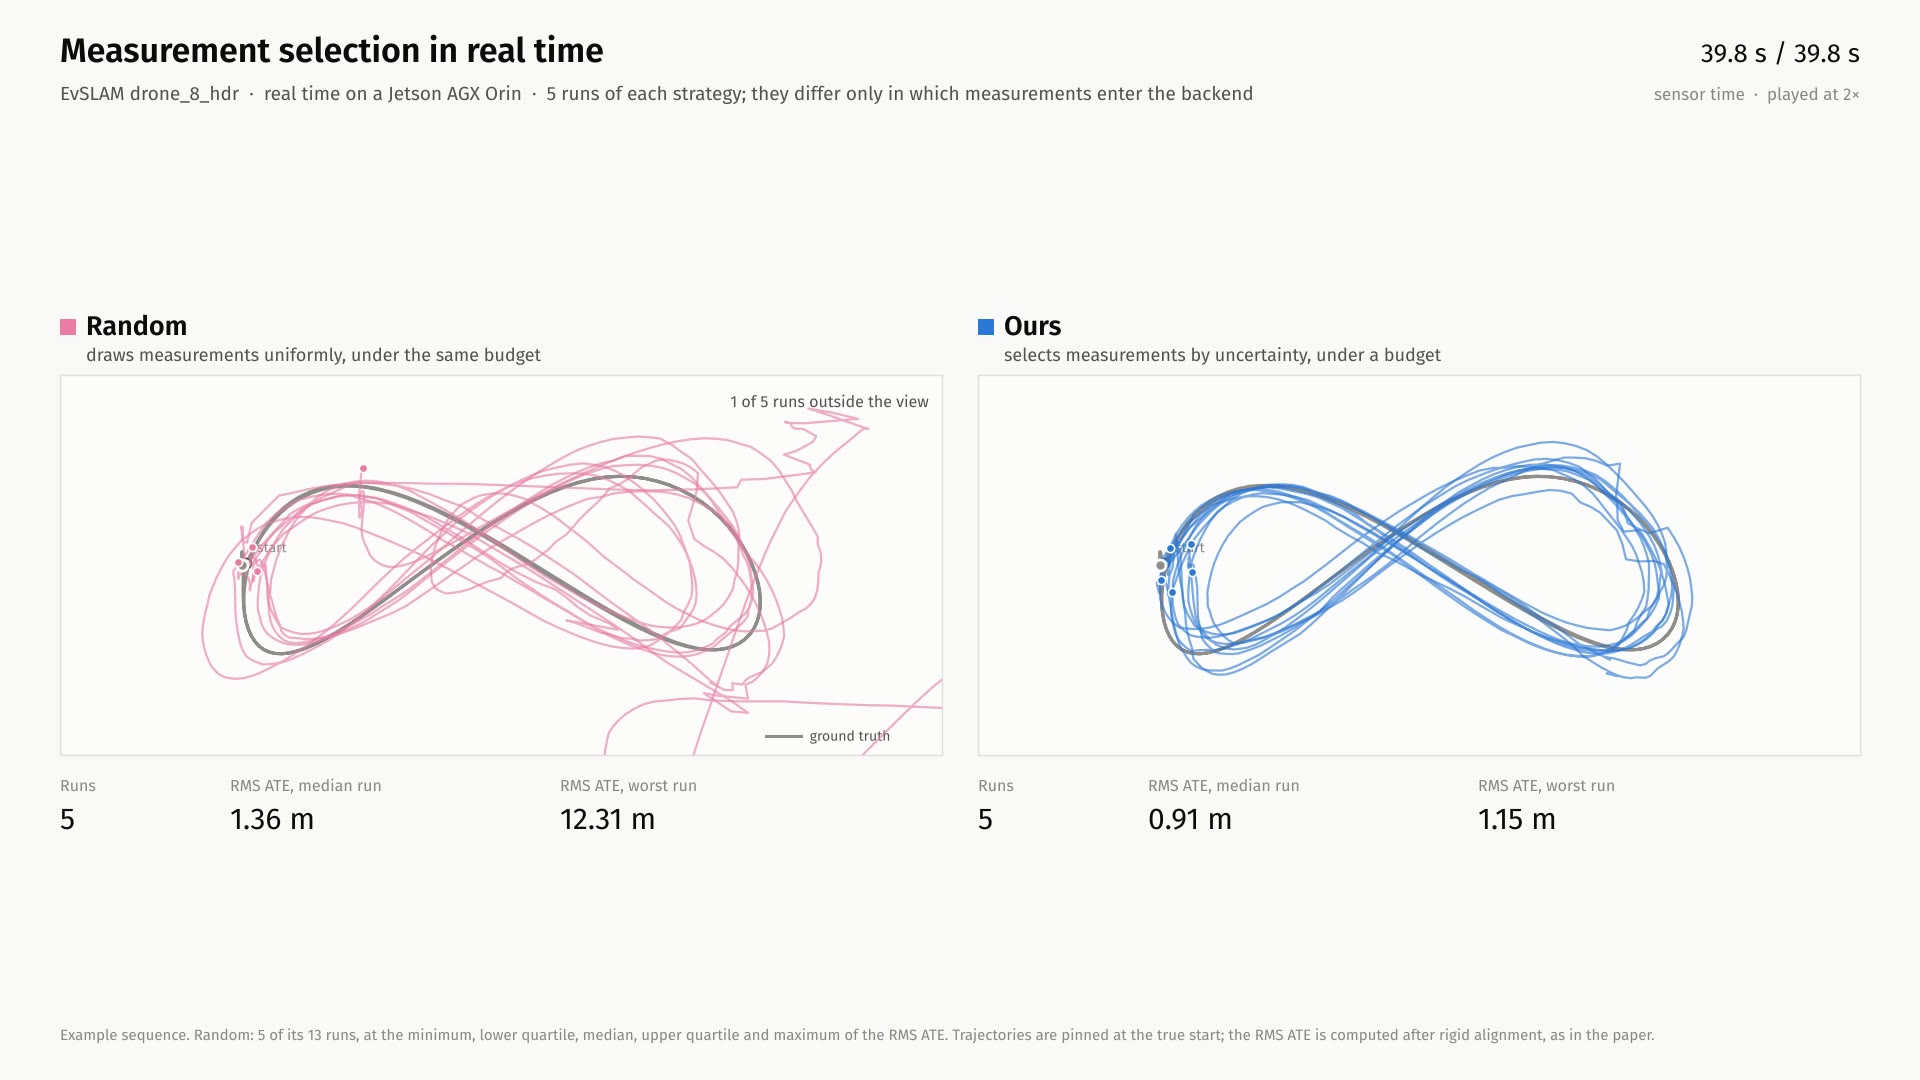 Measurement selection in real time
39.8 s / 39.8 s
EvSLAM drone_8_hdr · real time on a Jetson AGX Orin · 5 runs of each strategy; they differ only in which measurements enter the backend
sensor time · played at 2×
Random
draws measurements uniformly, under the same budget
1 of 5 runs outside the view
start
ground truth
Runs
RMS ATE, median run
RMS ATE, worst run
5
1.36 m
12.31 m
Ours
selects measurements by uncertainty, under a budget
Runs
RMS ATE, median run
RMS ATE, worst run
5
0.91 m
1.15 m
Example sequence. Random: 5 of its 13 runs, at the minimum, lower quartile, median, upper quartile and maximum of the RMS ATE. Trajectories are pinned at the true start; the RMS ATE is computed after rigid alignment, as in the paper.